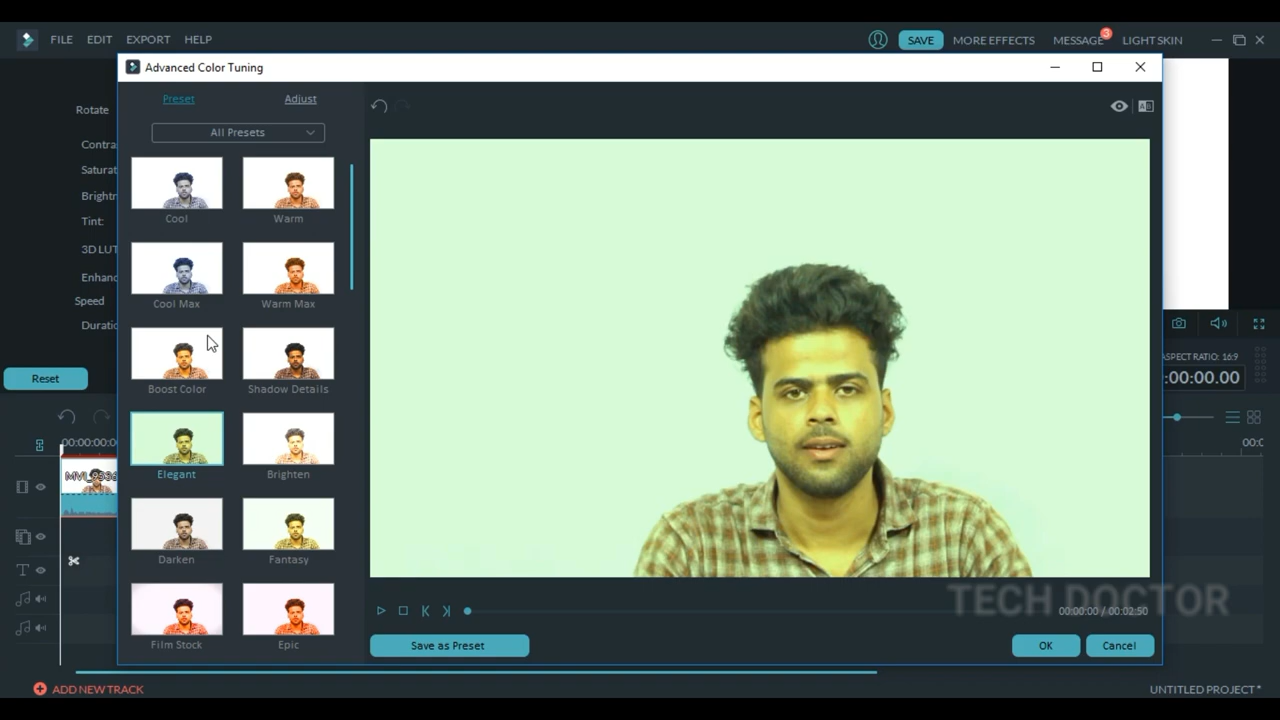 FILE EDIT EXPORT HELP
SAVE MORE EFFECTS MESSAGE 3 LIGHT SKIN
Advanced Color Tuning
Preset Adjust
All Presets
Rotate
Contra
Saturat
Brightn
Tint:
3D LUT
Enhanc
Speed
Duratio
Reset
Cool Warm
Cool Max Warm Max
Boost Color Shadow Details
Elegant Brighten
Darken Fantasy
Film Stock Epic
ASPECT RATIO: 16:9
:00:00.00
00:00:00:0
00:0
T
TECH DOCTOR
00:00:00 / 00:02:50
Save as Preset OK Cancel
ADD NEW TRACK UNTITLED PROJECT*